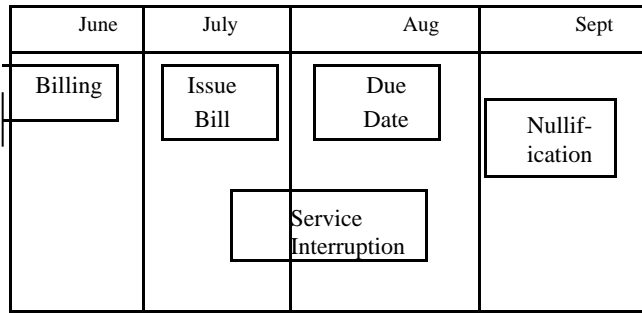 June July Aug Sept
Billing
Issue
Bill
Due
Date
Nullif-
ication
Service
Interruption